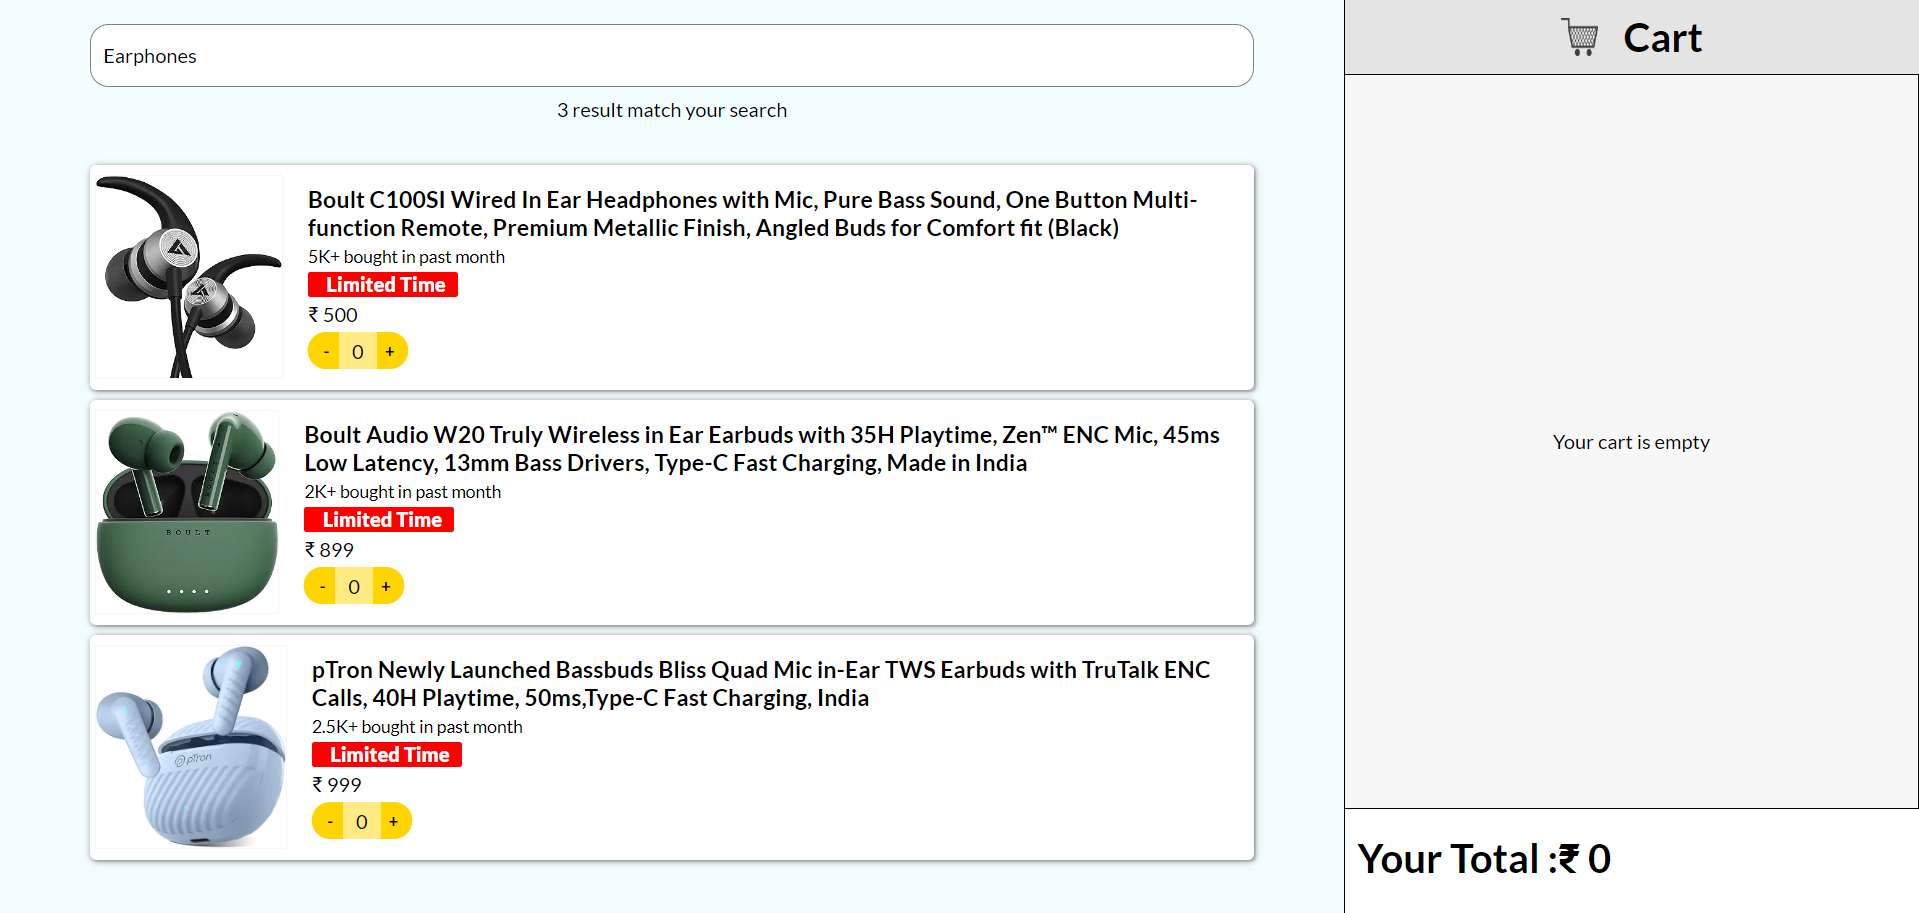 Earphones
3 result match your search
Boult C100SI Wired In Ear Headphones with Mic, Pure Bass Sound, One Button Multi-
function Remote, Premium Metallic Finish, Angled Buds for Comfort fit (Black)
5K+ bought in past month
Limited Time
₹ 500
- 0 +
BOULT
Boult Audio W20 Truly Wireless in Ear Earbuds with 35H Playtime, Zen™ ENC Mic, 45ms
Low Latency, 13mm Bass Drivers, Type-C Fast Charging, Made in India
2K+ bought in past month
Limited Time
₹ 899
- 0 +
pTron
pTron Newly Launched Bassbuds Bliss Quad Mic in-Ear TWS Earbuds with TruTalk ENC
Calls, 40H Playtime, 50ms,Type-C Fast Charging, India
2.5K+ bought in past month
Limited Time
₹ 999
- 0 +
Cart
Your cart is empty
Your Total :₹ 0